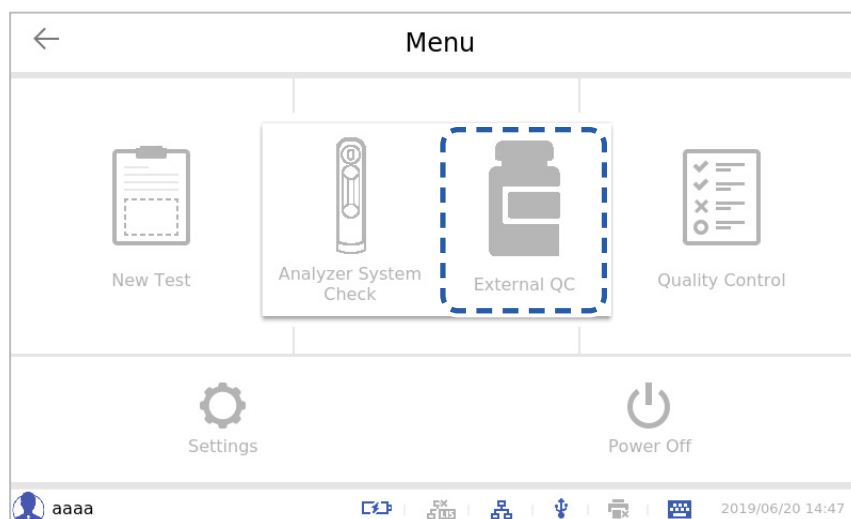 Menu
New Test
Analyzer System
Check
External QC
Quality Control
Settings
Power Off
aaaa
LIS
2019/06/20 14:47